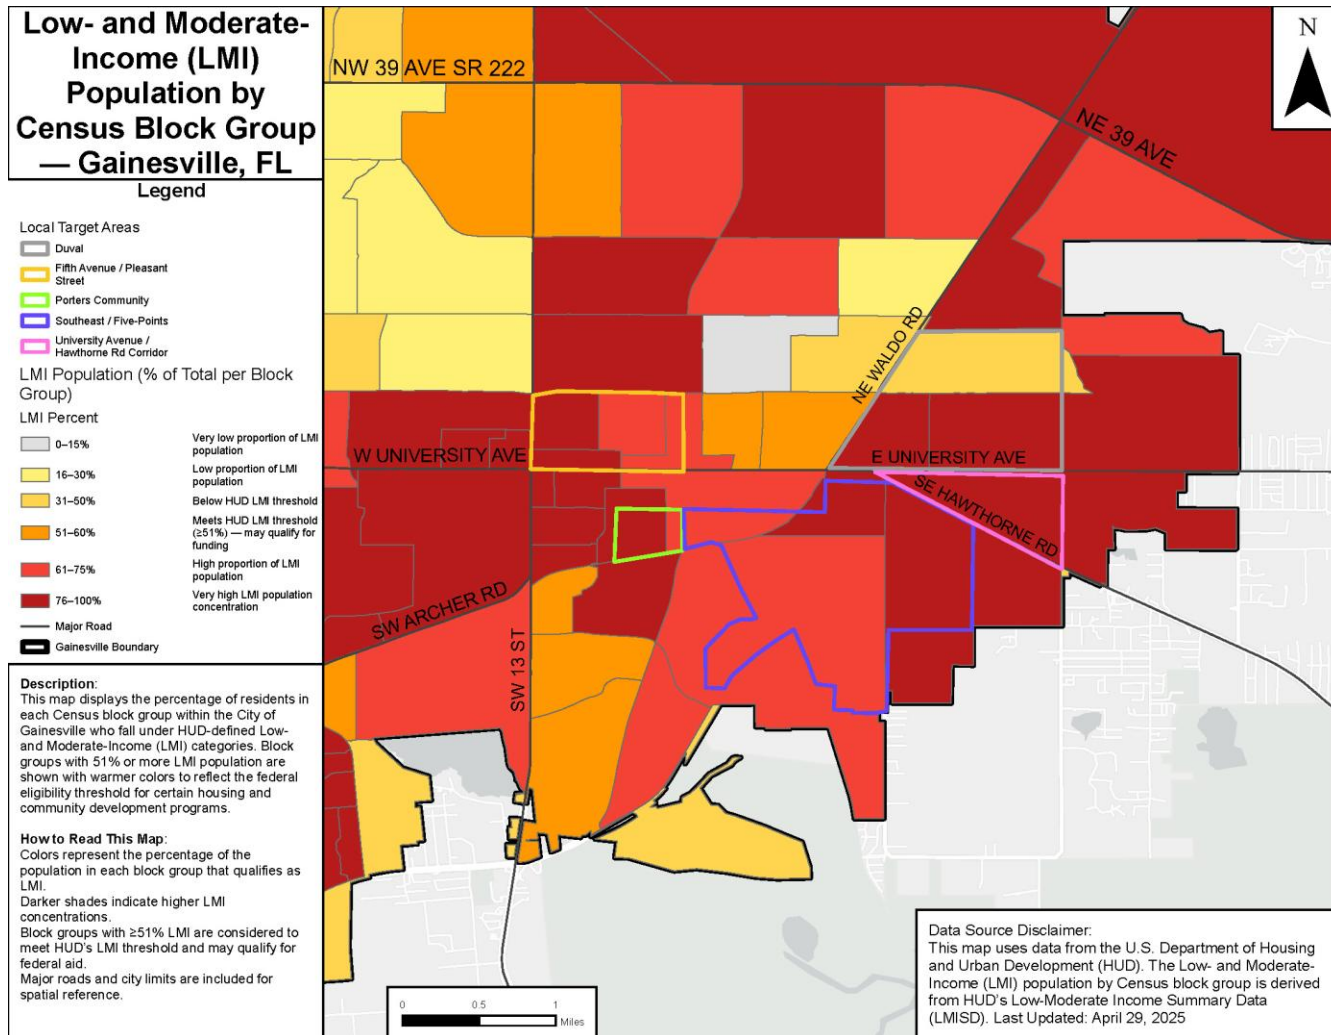 Low- and Moderate-
Income (LMI)
Population by
Census Block Group
— Gainesville, FL
Legend
Local Target Areas
Duval
Fifth Avenue / Pleasant
Street
Porters Community
Southeast / Five-Points
University Avenue /
Hawthorne Rd Corridor
LMI Population (% of Total per Block
Group)
LMI Percent
0–15%
Very low proportion of LMI
population
16–30%
Low proportion of LMI
population
31–50%
Below HUD LMI threshold
51–60%
Meets HUD LMI threshold
(≥51%) — may qualify for
funding
61–75%
High proportion of LMI
population
76–100%
Very high LMI population
concentration
Major Road
Gainesville Boundary
Description:
This map displays the percentage of residents in
each Census block group within the City of
Gainesville who fall under HUD-defined Low-
and Moderate-Income (LMI) categories. Block
groups with 51% or more LMI population are
shown with warmer colors to reflect the federal
eligibility threshold for certain housing and
community development programs.
How to Read This Map:
Colors represent the percentage of the
population in each block group that qualifies as
LMI.
Darker shades indicate higher LMI
concentrations.
Block groups with ≥51% LMI are considered to
meet HUD's LMI threshold and may qualify for
federal aid.
Major roads and city limits are included for
spatial reference.
NW 39 AVE SR 222
NE 39 AVE
N
NE WALDO RD
W UNIVERSITY AVE
E UNIVERSITY AVE
SE HAWTHORNE RD
SW ARCHER RD
SW 13 ST
0 0.5 1
Miles
Data Source Disclaimer:
This map uses data from the U.S. Department of Housing
and Urban Development (HUD). The Low- and Moderate-
Income (LMI) population by Census block group is derived
from HUD's Low-Moderate Income Summary Data
(LMISD). Last Updated: April 29, 2025